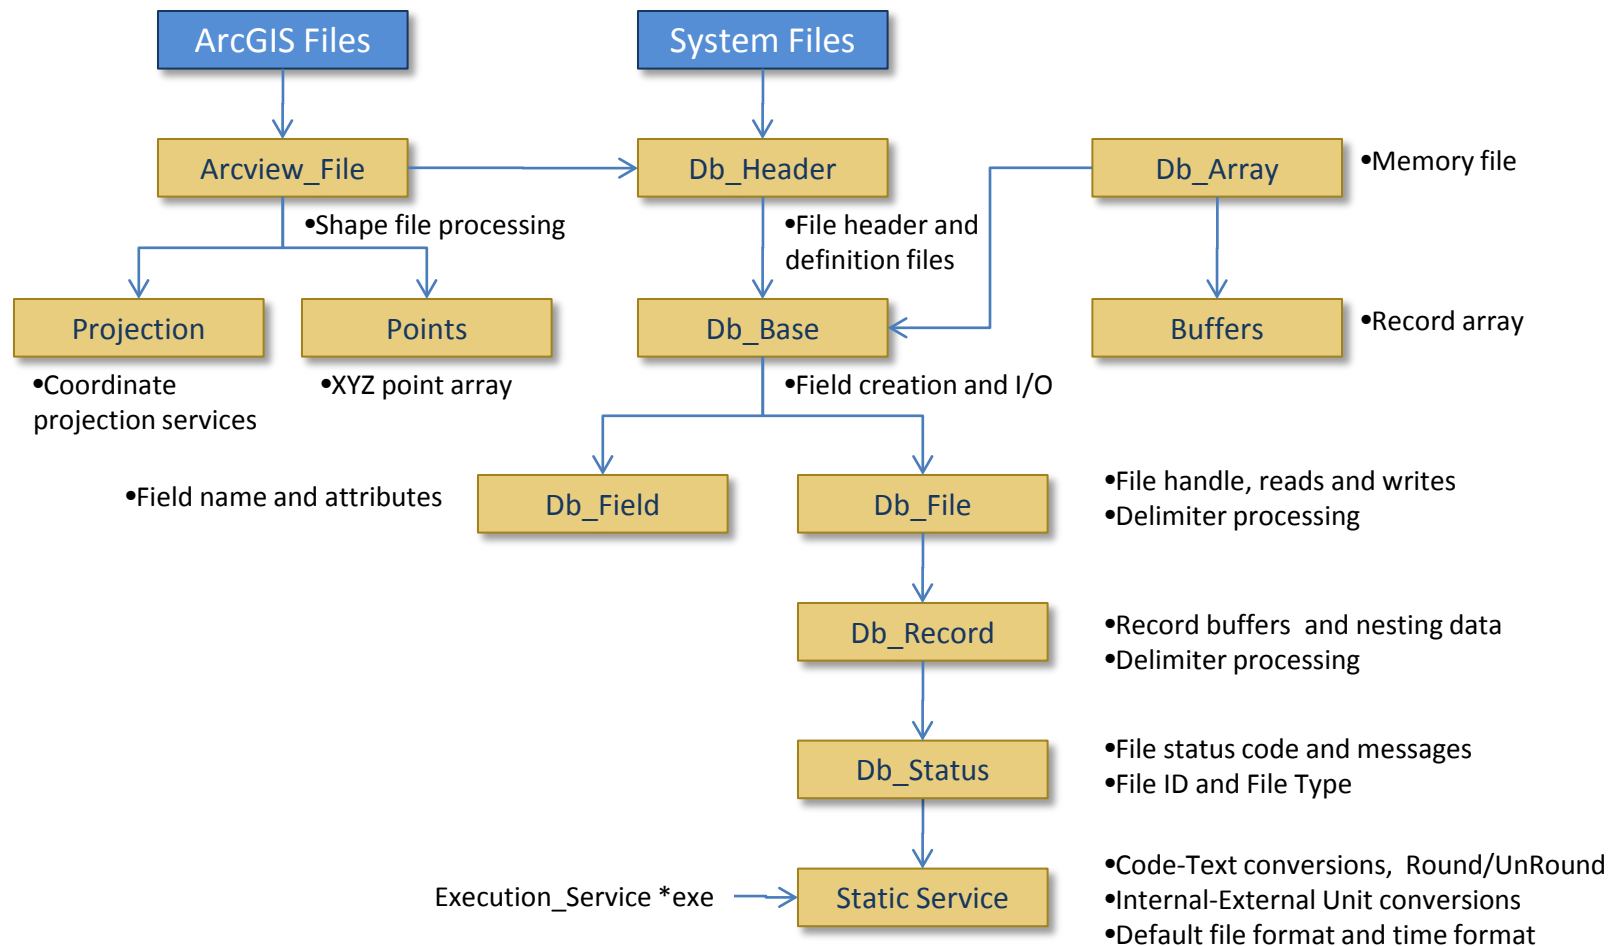 ArcGIS Files
System Files
Arcview_File
Db_Header
Db_Array
•Memory file
•Shape file processing
•File header and
definition files
Projection
Points
Db_Base
Buffers
•Record array
•Coordinate
projection services
•XYZ point array
•Field creation and I/O
•Field name and attributes
Db_Field
Db_File
•File handle, reads and writes
•Delimiter processing
Db_Record
•Record buffers  and nesting data
•Delimiter processing
Db_Status
•File status code and messages
•File ID and File Type
Execution_Service *exe
Static Service
•Code-Text conversions,  Round/UnRound
•Internal-External Unit conversions
•Default file format and time format